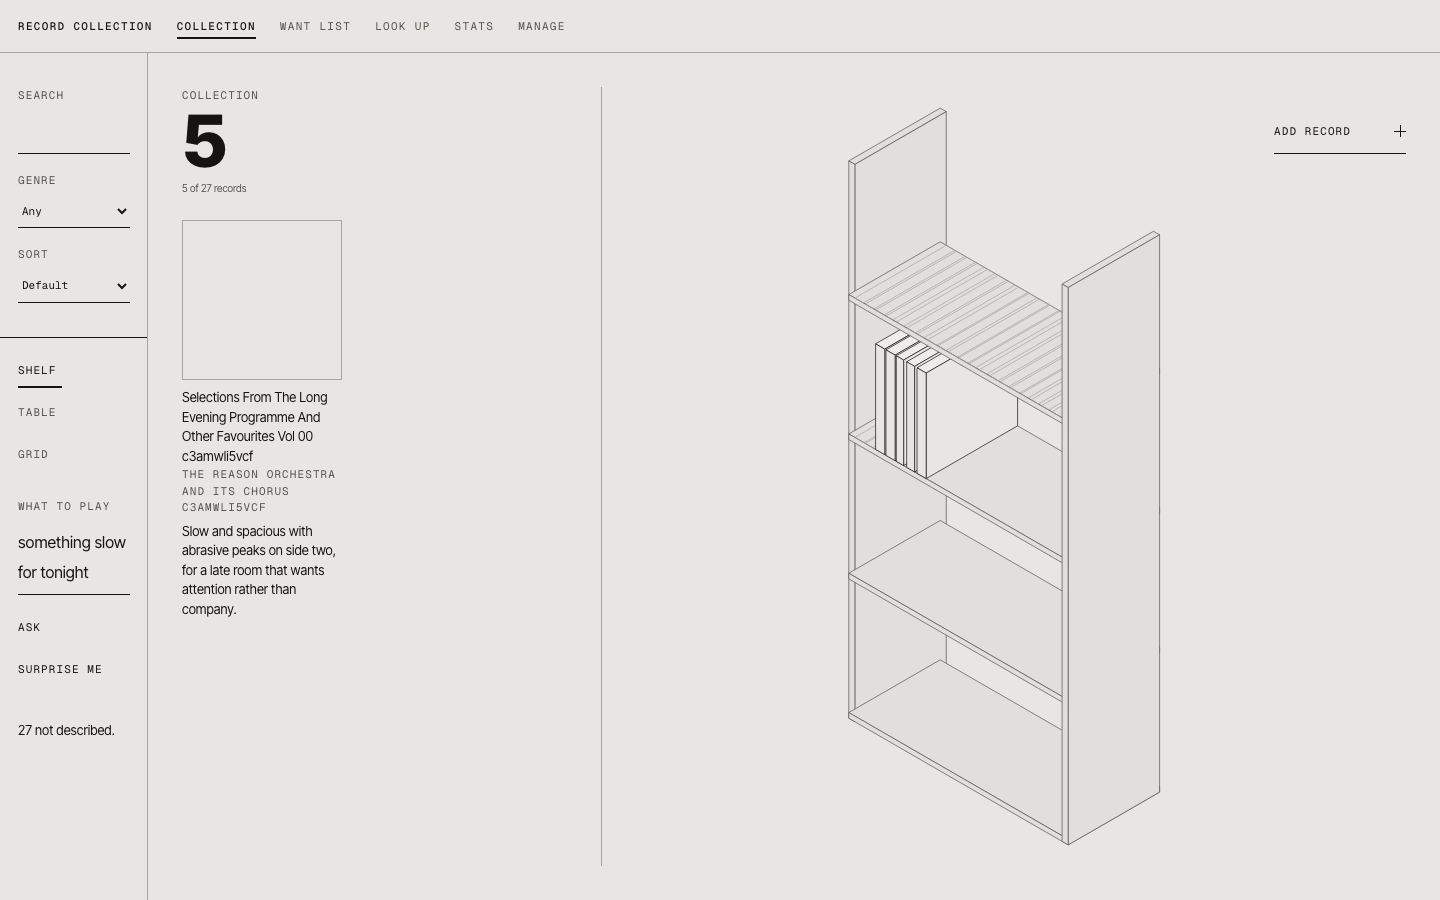 RECORD COLLECTION
COLLECTION
WANT LIST
LOOK UP
STATS
MANAGE
SEARCH
GENRE
Any
SORT
Default
SHELF
TABLE
GRID
WHAT TO PLAY
something slow
for tonight
ASK
SURPRISE ME
27 not described.
COLLECTION
5
5 of 27 records
Selections From The Long
Evening Programme And
Other Favourites Vol 00
c3amwli5vcf
THE REASON ORCHESTRA
AND ITS CHORUS
C3AMWLI5VCF
Slow and spacious with
abrasive peaks on side two,
for a late room that wants
attention rather than
company.
ADD RECORD